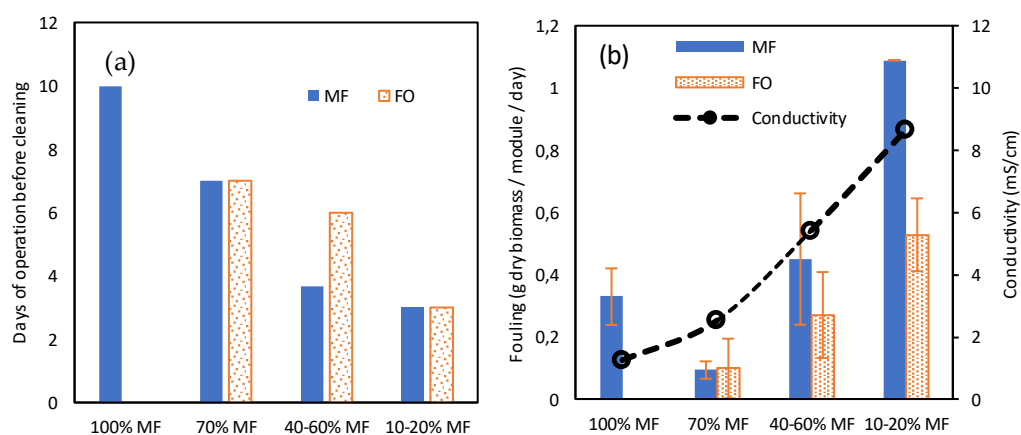 (a)
Days of operation before cleaning
12
10
8
6
4
2
0
MF
FO
100% MF
70% MF
40-60% MF
10-20% MF
(b)
Fouling (g dry biomass / module / day)
1,2
1
0,8
0,6
0,4
0,2
0
MF
FO
Conductivity
12
10
8
6
4
2
0
Conductivity (mS/cm)
100% MF
70% MF
40-60% MF
10-20% MF